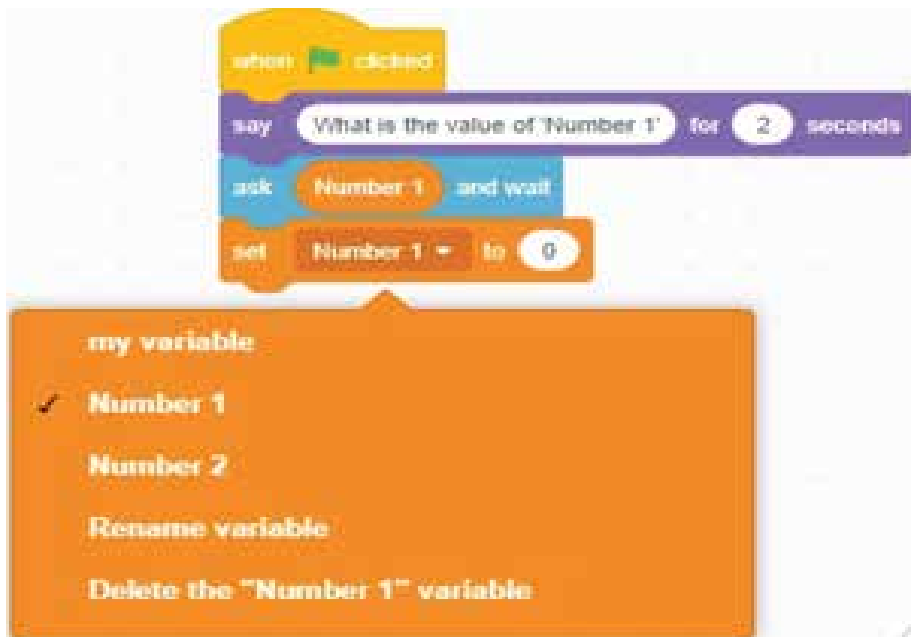 when clicked
say What is the value of 'Number 1' for 2 seconds
ask Number 1 and wait
set Number 1 to 0
my variable
Number 1
Number 2
Rename variable
Delete the "Number 1" variable